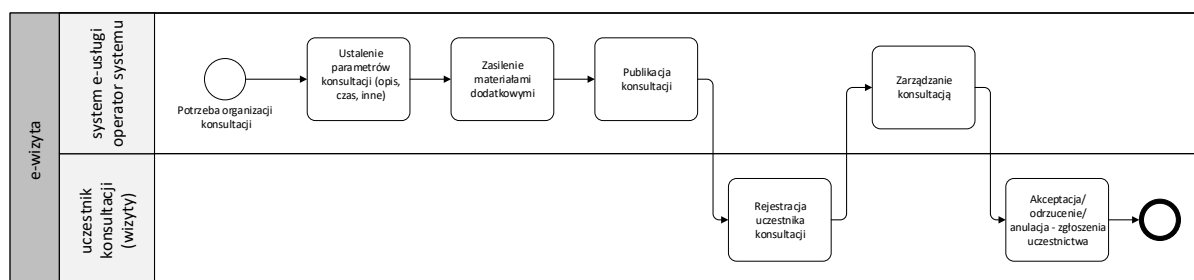 e-wizyta
system e-usługi
operator systemu
Potrzeba organizacji
konsultacji
Ustalenie
parametrów
konsultacji (opis,
czas, inne)
Zasilenie
materiałami
dodatkowymi
Publikacja
konsultacji
Zarządzanie
konsultacją
uczestnik
konsultacji
(wizyty)
Rejestracja
uczestnika
konsultacji
Akceptacja/
odrzucenie/
anulacja - zgłoszenia
uczestnictwa